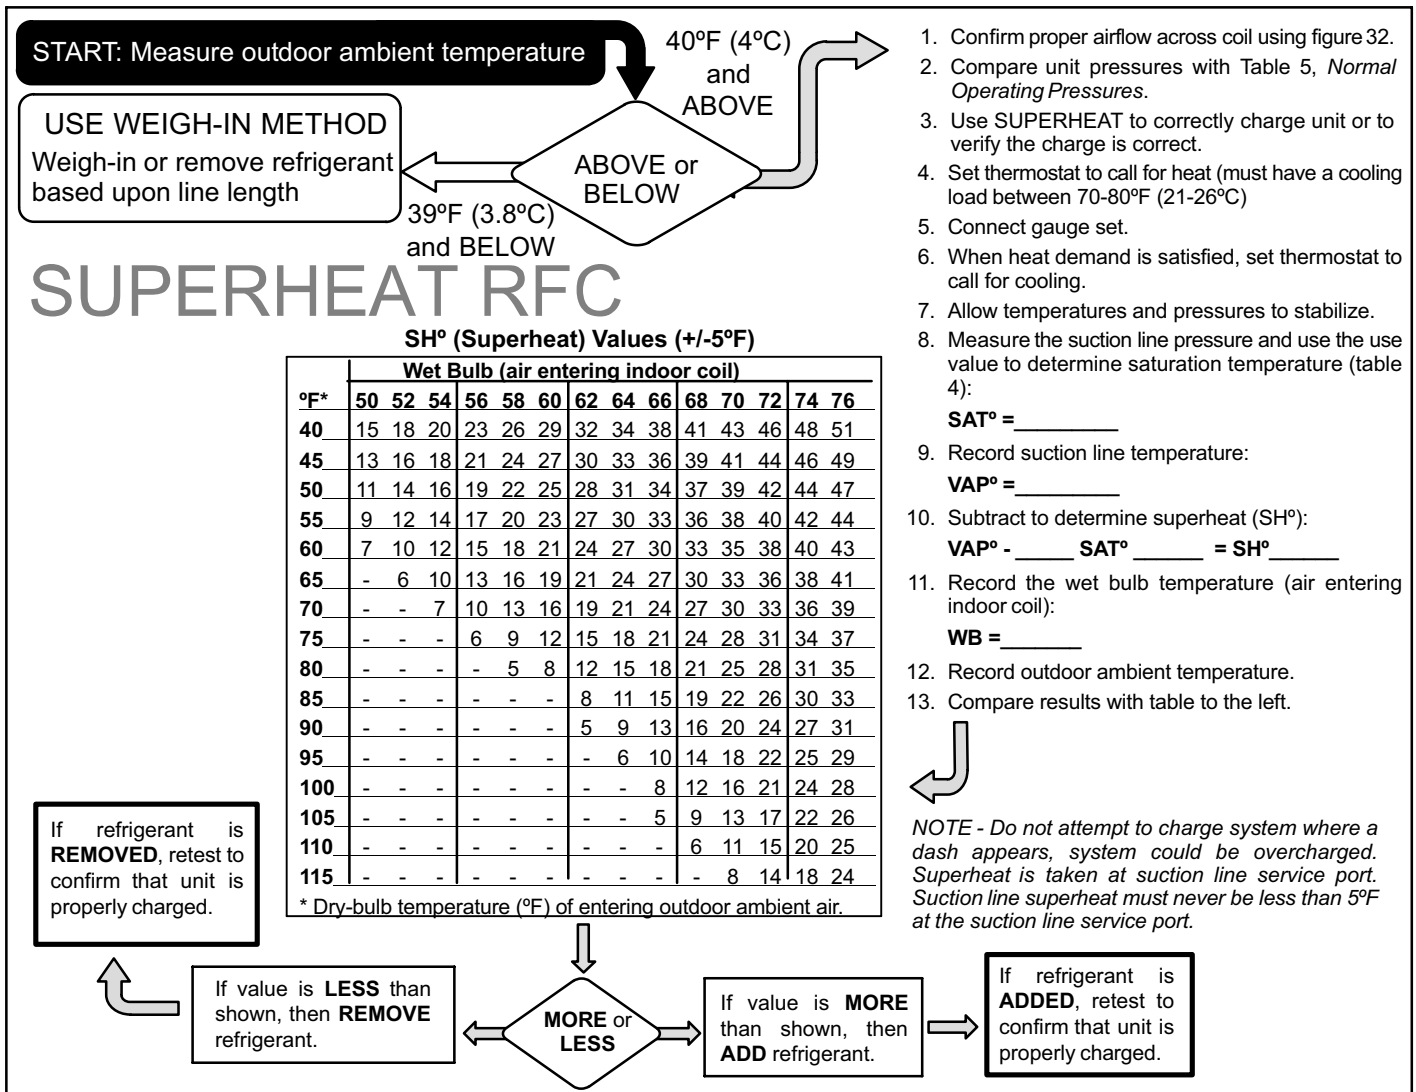 START: Measure outdoor ambient temperature
40ºF (4ºC)
and
ABOVE
USE WEIGH-IN METHOD
Weigh-in or remove refrigerant
based upon line length
ABOVE or
BELOW
39ºF (3.8ºC)
and BELOW
SUPERHEAT RFC
SHº (Superheat) Values (+/-5ºF)
Wet Bulb (air entering indoor coil)
ºF* 50 52 54 56 58 60 62 64 66 68 70 72 74 76
40 15 18 20 23 26 29 32 34 38 41 43 46 48 51
45 13 16 18 21 24 27 30 33 36 39 41 44 46 49
50 11 14 16 19 22 25 28 31 34 37 39 42 44 47
55 9 12 14 17 20 23 27 30 33 36 38 40 42 44
60 7 10 12 15 18 21 24 27 30 33 35 38 40 43
65 - 6 10 13 16 19 21 24 27 30 33 36 38 41
70 - - 7 10 13 16 19 21 24 27 30 33 36 39
75 - - - 6 9 12 15 18 21 24 28 31 34 37
80 - - - - 5 8 12 15 18 21 25 28 31 35
85 - - - - - - 8 11 15 19 22 26 30 33
90 - - - - - - 5 9 13 16 20 24 27 31
95 - - - - - - - 6 10 14 18 22 25 29
100 - - - - - - - - 8 12 16 21 24 28
105 - - - - - - - - 5 9 13 17 22 26
110 - - - - - - - - - 6 11 15 20 25
115 - - - - - - - - - - 8 14 18 24
* Dry-bulb temperature (ºF) of entering outdoor ambient air.
1. Confirm proper airflow across coil using figure 32.
2. Compare unit pressures with Table 5, Normal
Operating Pressures.
3. Use SUPERHEAT to correctly charge unit or to
verify the charge is correct.
4. Set thermostat to call for heat (must have a cooling
load between 70-80ºF (21-26ºC)
5. Connect gauge set.
6. When heat demand is satisfied, set thermostat to
call for cooling.
7. Allow temperatures and pressures to stabilize.
8. Measure the suction line pressure and use the use
value to determine saturation temperature (table
4):
SATº =_________
9. Record suction line temperature:
VAPº =_________
10. Subtract to determine superheat (SHº):
VAPº - _____ SATº ______ = SHº______
11. Record the wet bulb temperature (air entering
indoor coil):
WB =_______
12. Record outdoor ambient temperature.
13. Compare results with table to the left.
NOTE - Do not attempt to charge system where a
dash appears, system could be overcharged.
Superheat is taken at suction line service port.
Suction line superheat must never be less than 5ºF
at the suction line service port.
If refrigerant is
REMOVED, retest to
confirm that unit is
properly charged.
If value is LESS than
shown, then REMOVE
refrigerant.
MORE or
LESS
If value is MORE
than shown, then
ADD refrigerant.
If refrigerant is
ADDED, retest to
confirm that unit is
properly charged.